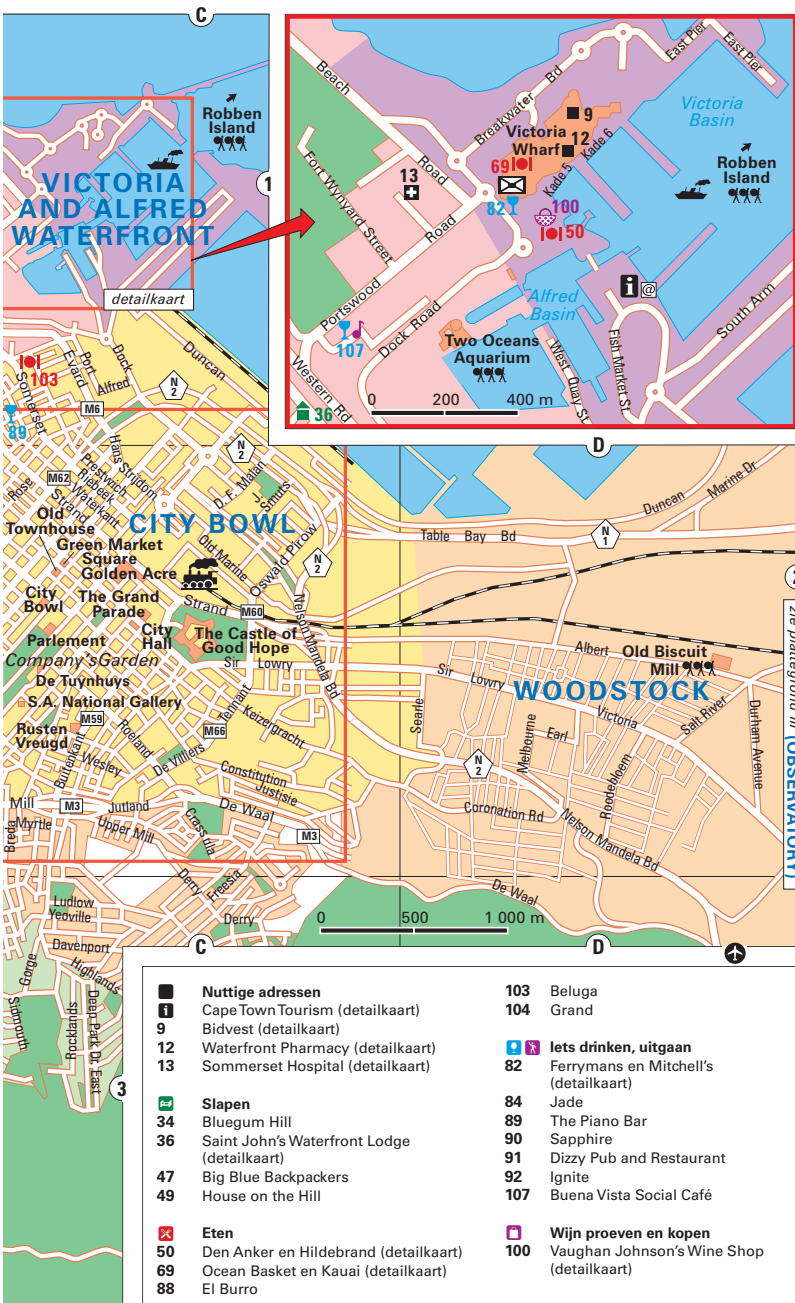 C
Robben
Island
VICTORIA
AND ALFRED
WATERFRONT
1
detailkaart
Beach
Road
Fort Wynyard Street
13
Portswood
Road
Dock Road
Western Rd
36
107
Breakwater Bd
East Pier
East Pier
Victoria
Basin
9
Victoria
Wharf
12
Kade 6
Kade 5
69
82
100
50
Robben
Island
Alfred
Basin
i @
Two Oceans
Aquarium
West Quay St.
Fish Market St.
South Arm
0 200 400 m
D
103
89
Somerset
Evard
Port
Dock
Alfred
Duncan
N
2
M6
Hans Strijdom
N
2
M62
Rose
Prestwich
Riebeek
Waterkant
Strand
D.F. Malan
Smuts
Old
Townhouse
CITY BOWL
Green Market
Square
Golden Acre
Old Marine
Oswald Pirow
N
2
City
Bowl
The Grand
Parade
Strand
M60
Nelson Mandela Bd
Parlement
City
Hall
The Castle of
Good Hope
Company'sGarden
Sir Lowry
De Tuynhuys
S.A. National Gallery
M59
Rusten
Vreugd
Buitenkant
Roeland
Wesley
De Villiers
M66
Tennant
Keizergracht
Constitution
Justisie
Mill
M3
Jutland
De Waal
Myrtle
Breda
Upper Mill
Crassula
M3
Derry
Freesia
Derry
Ludlow
Yeoville
Davenport
Highlands
Gorge
Sidmouth
Rocklands
Deep Park Dr. East
3
Table Bay Bd
Duncan
Marine Dr
N
1
Albert
Old Biscuit
Mill
Sir Lowry
WOODSTOCK
Victoria
Salt River
Durham Avenue
Searle
Melbourne
Earl
Roodebloem
N
2
Coronation Rd
Nelson Mandela Bd
De Waal
(OBSERVATORY)
0 500 1 000 m
C
D
Nuttige adressen
i Cape Town Tourism (detailkaart)
9 Bidvest (detailkaart)
12 Waterfront Pharmacy (detailkaart)
13 Sommerset Hospital (detailkaart)
Slapen
34 Bluegum Hill
36 Saint John's Waterfront Lodge
(detailkaart)
47 Big Blue Backpackers
49 House on the Hill
Eten
50 Den Anker en Hildebrand (detailkaart)
69 Ocean Basket en Kauai (detailkaart)
88 El Burro
103 Beluga
104 Grand
Iets drinken, uitgaan
82 Ferrymans en Mitchell's
(detailkaart)
84 Jade
89 The Piano Bar
90 Sapphire
91 Dizzy Pub and Restaurant
92 Ignite
107 Buena Vista Social Café
Wijn proeven en kopen
100 Vaughan Johnson's Wine Shop
(detailkaart)